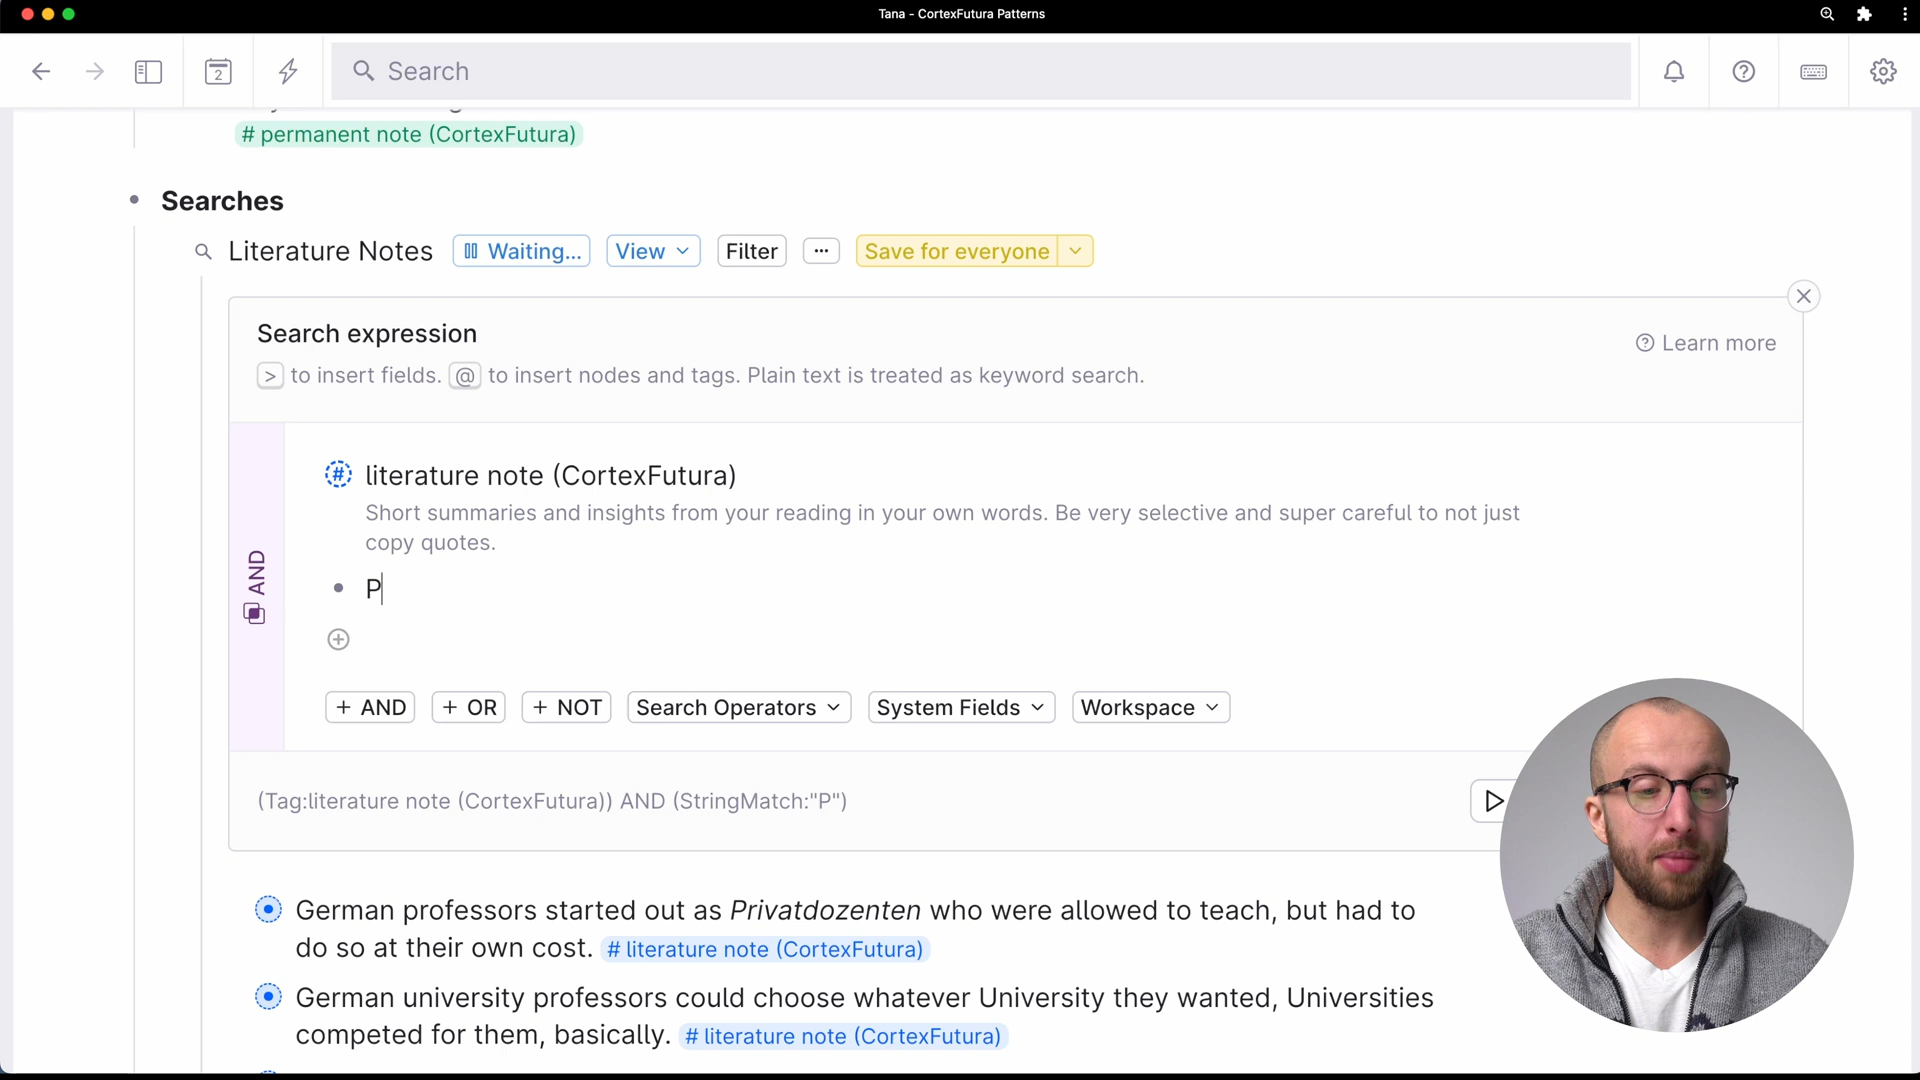 Tana - CortexFutura Patterns
2
Search
# permanent note (CortexFutura)
Searches
Literature Notes Waiting... View Filter ··· Save for everyone
Search expression
Learn more
> to insert fields. @ to insert nodes and tags. Plain text is treated as keyword search.
# literature note (CortexFutura)
Short summaries and insights from your reading in your own words. Be very selective and super careful to not just
copy quotes.
AND
P
+ AND + OR + NOT Search Operators System Fields Workspace
(Tag:literature note (CortexFutura)) AND (StringMatch:"P")
German professors started out as Privatdozenten who were allowed to teach, but had to
do so at their own cost. # literature note (CortexFutura)
German university professors could choose whatever University they wanted, Universities
competed for them, basically. # literature note (CortexFutura)